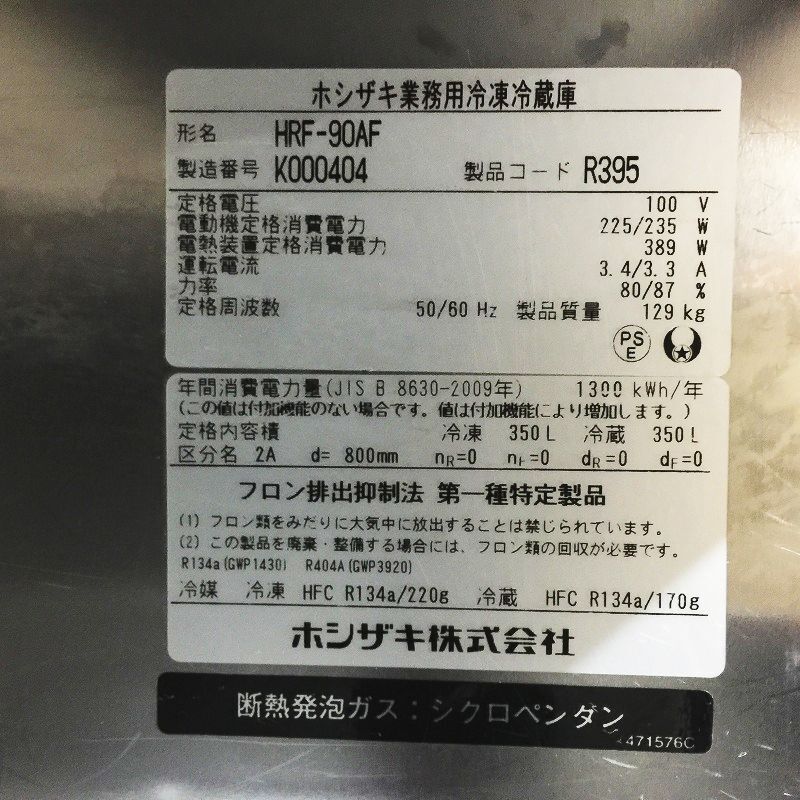 ホシザキ業務用冷凍冷蔵庫
形名 HRF-90AF
製造番号 K000404 製品コード R395
定格電圧 100 V
電動機定格消費電力 225/235 W
電熱装置定格消費電力 389 W
運転電流 3.4/3.3 A
力率 80/87 %
定格周波数 50/60 Hz 製品質量 129 kg
PS
E
年間消費電力量(JIS B 8630-2009年) 1300 kWh/年
(この値は付加機能のない場合です。値は付加機能により増加します。)
定格内容積 冷凍 350 L 冷蔵 350 L
区分名 2A d= 800mm nR=0 nF=0 dR=0 dF=0
フロン排出抑制法 第一種特定製品
(1) フロン類をみだりに大気中に放出することは禁じられています。
(2) この製品を廃棄・整備する場合には、フロン類の回収が必要です。
R134a(GWP1430) R404A(GWP3920)
冷媒 冷凍 HFC R134a/220g 冷蔵 HFC R134a/170g
ホシザキ株式会社
断熱発泡ガス:シクロペンダン